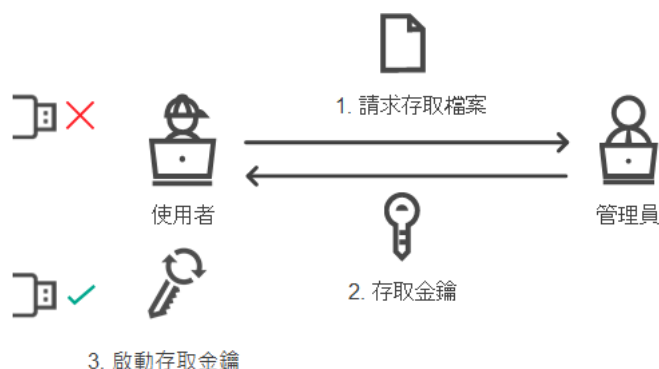 1. 請求存取檔案
使用者
管理員
2. 存取金鑰
3. 啟動存取金鑰